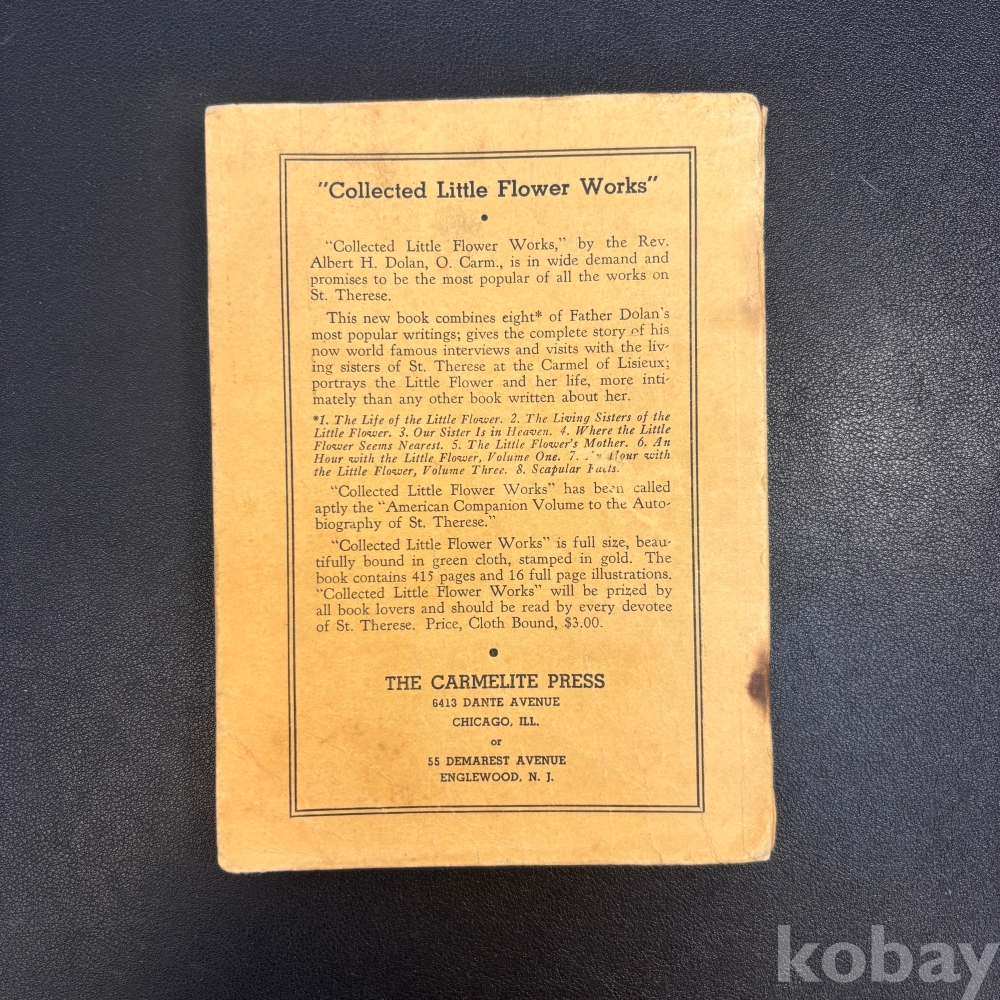 "Collected Little Flower Works"
"Collected Little Flower Works," by the Rev.
Albert H. Dolan, O. Carm., is in wide demand and
promises to be the most popular of all the works on
St. Therese.
This new book combines eight* of Father Dolan's
most popular writings; gives the complete story of his
now world famous interviews and visits with the liv-
ing sisters of St. Therese at the Carmel of Lisieux;
portrays the Little Flower and her life, more inti-
mately than any other book written about her.
*1. The Life of the Little Flower. 2. The Living Sisters of the
Little Flower. 3. Our Sister Is in Heaven. 4. Where the Little
Flower Seems Nearest. 5. The Little Flower's Mother. 6. An
Hour with the Little Flower, Volume One. 7. An Hour with
the Little Flower, Volume Three. 8. Scapular Facts.
"Collected Little Flower Works" has been called
aptly the "American Companion Volume to the Auto-
biography of St. Therese."
"Collected Little Flower Works" is full size, beau-
tifully bound in green cloth, stamped in gold. The
book contains 415 pages and 16 full page illustrations.
"Collected Little Flower Works" will be prized by
all book lovers and should be read by every devotee
of St. Therese. Price, Cloth Bound, $3.00.
THE CARMELITE PRESS
6413 DANTE AVENUE
CHICAGO, ILL.
or
55 DEMAREST AVENUE
ENGLEWOOD, N. J.
kobay